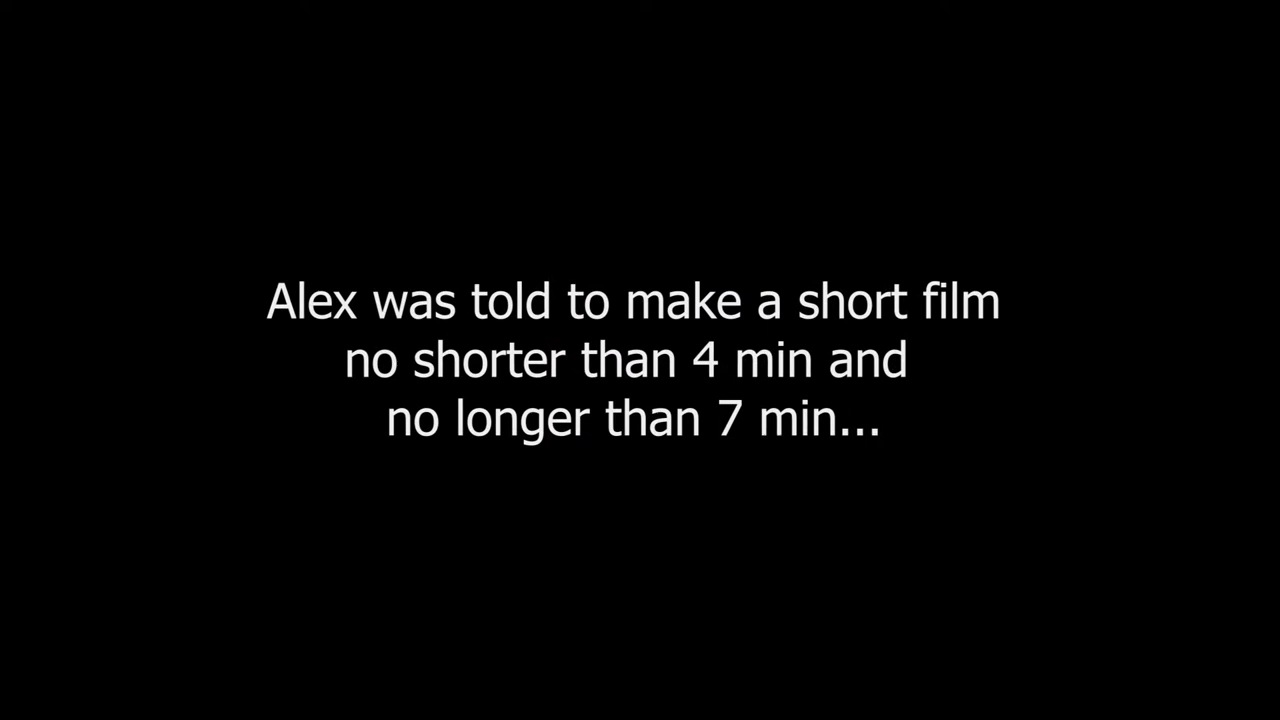 Alex was told to make a short film
no shorter than 4 min and
no longer than 7 min...